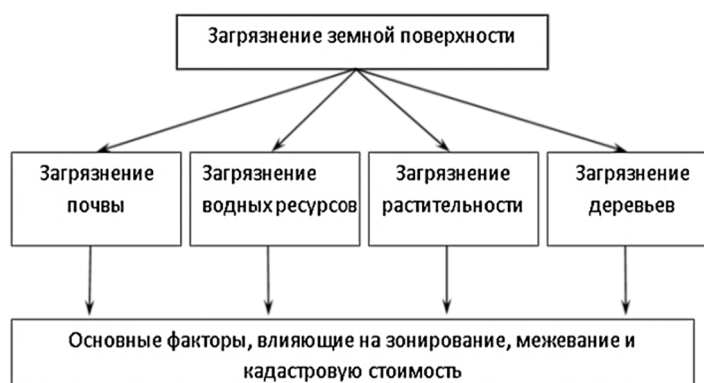 Загрязнение земной поверхности
Загрязнение
почвы
Загрязнение
водных ресурсов
Загрязнение
растительности
Загрязнение
деревьев
Основные факторы, влияющие на зонирование, межевание и
кадастровую стоимость